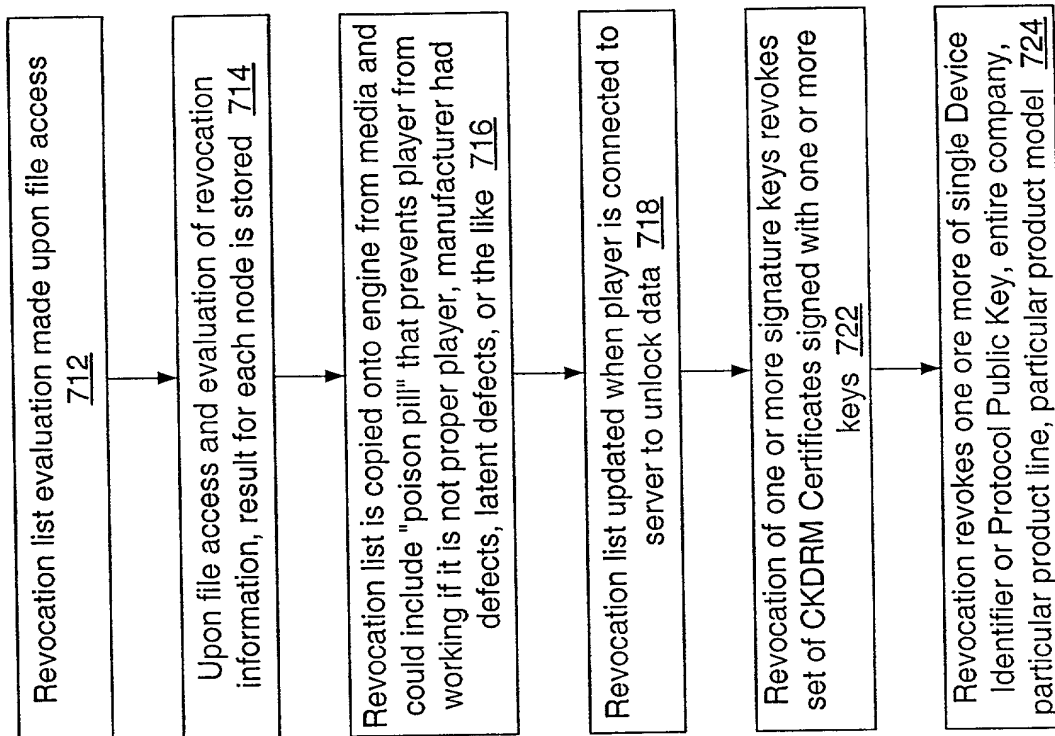 Revocation list evaluation made upon file access
712
Upon file access and evaluation of revocation
information, result for each node is stored 714
Revocation list is copied onto engine from media and
could include "poison pill" that prevents player from
working if it is not proper player, manufacturer had
defects, latent defects, or the like 716
Revocation list updated when player is connected to
server to unlock data 718
Revocation of one or more signature keys revokes
set of CKDRM Certificates signed with one or more
keys 722
Revocation revokes one ore more of single Device
Identifier or Protocol Public Key, entire company,
particular product line, particular product model 724